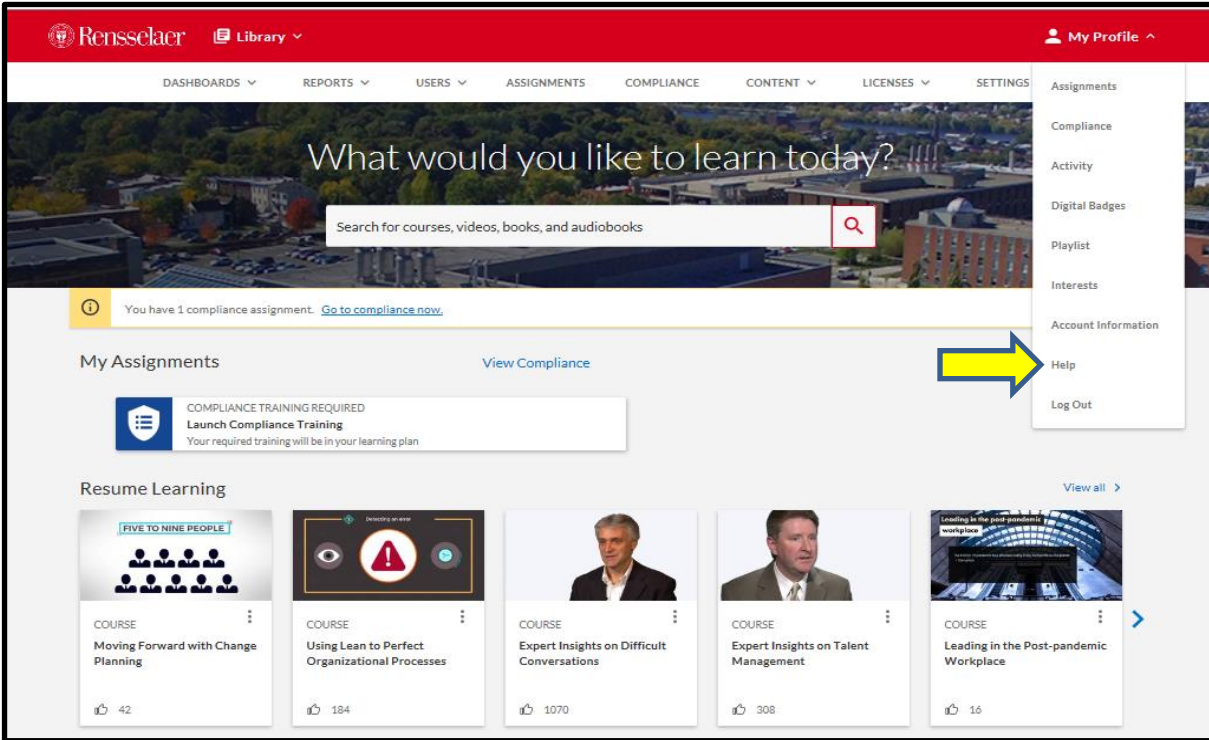 Rensselaer
Library
My Profile
DASHBOARDS
REPORTS
USERS
ASSIGNMENTS
COMPLIANCE
CONTENT
LICENSES
SETTINGS
Assignments
Compliance
Activity
Digital Badges
Playlist
Interests
Account Information
Help
Log Out
What would you like to learn today?
Search for courses, videos, books, and audiobooks
You have 1 compliance assignment. Go to compliance now.
My Assignments
View Compliance
COMPLIANCE TRAINING REQUIRED
Launch Compliance Training
Your required training will be in your learning plan
Resume Learning
View all
FIVE TO NINE PEOPLE
COURSE
Moving Forward with Change
Planning
42
Detecting an error
COURSE
Using Lean to Perfect
Organizational Processes
184
COURSE
Expert Insights on Difficult
Conversations
1070
COURSE
Expert Insights on Talent
Management
308
Leading in the post-pandemic
workplace
COURSE
Leading in the Post-pandemic
Workplace
16